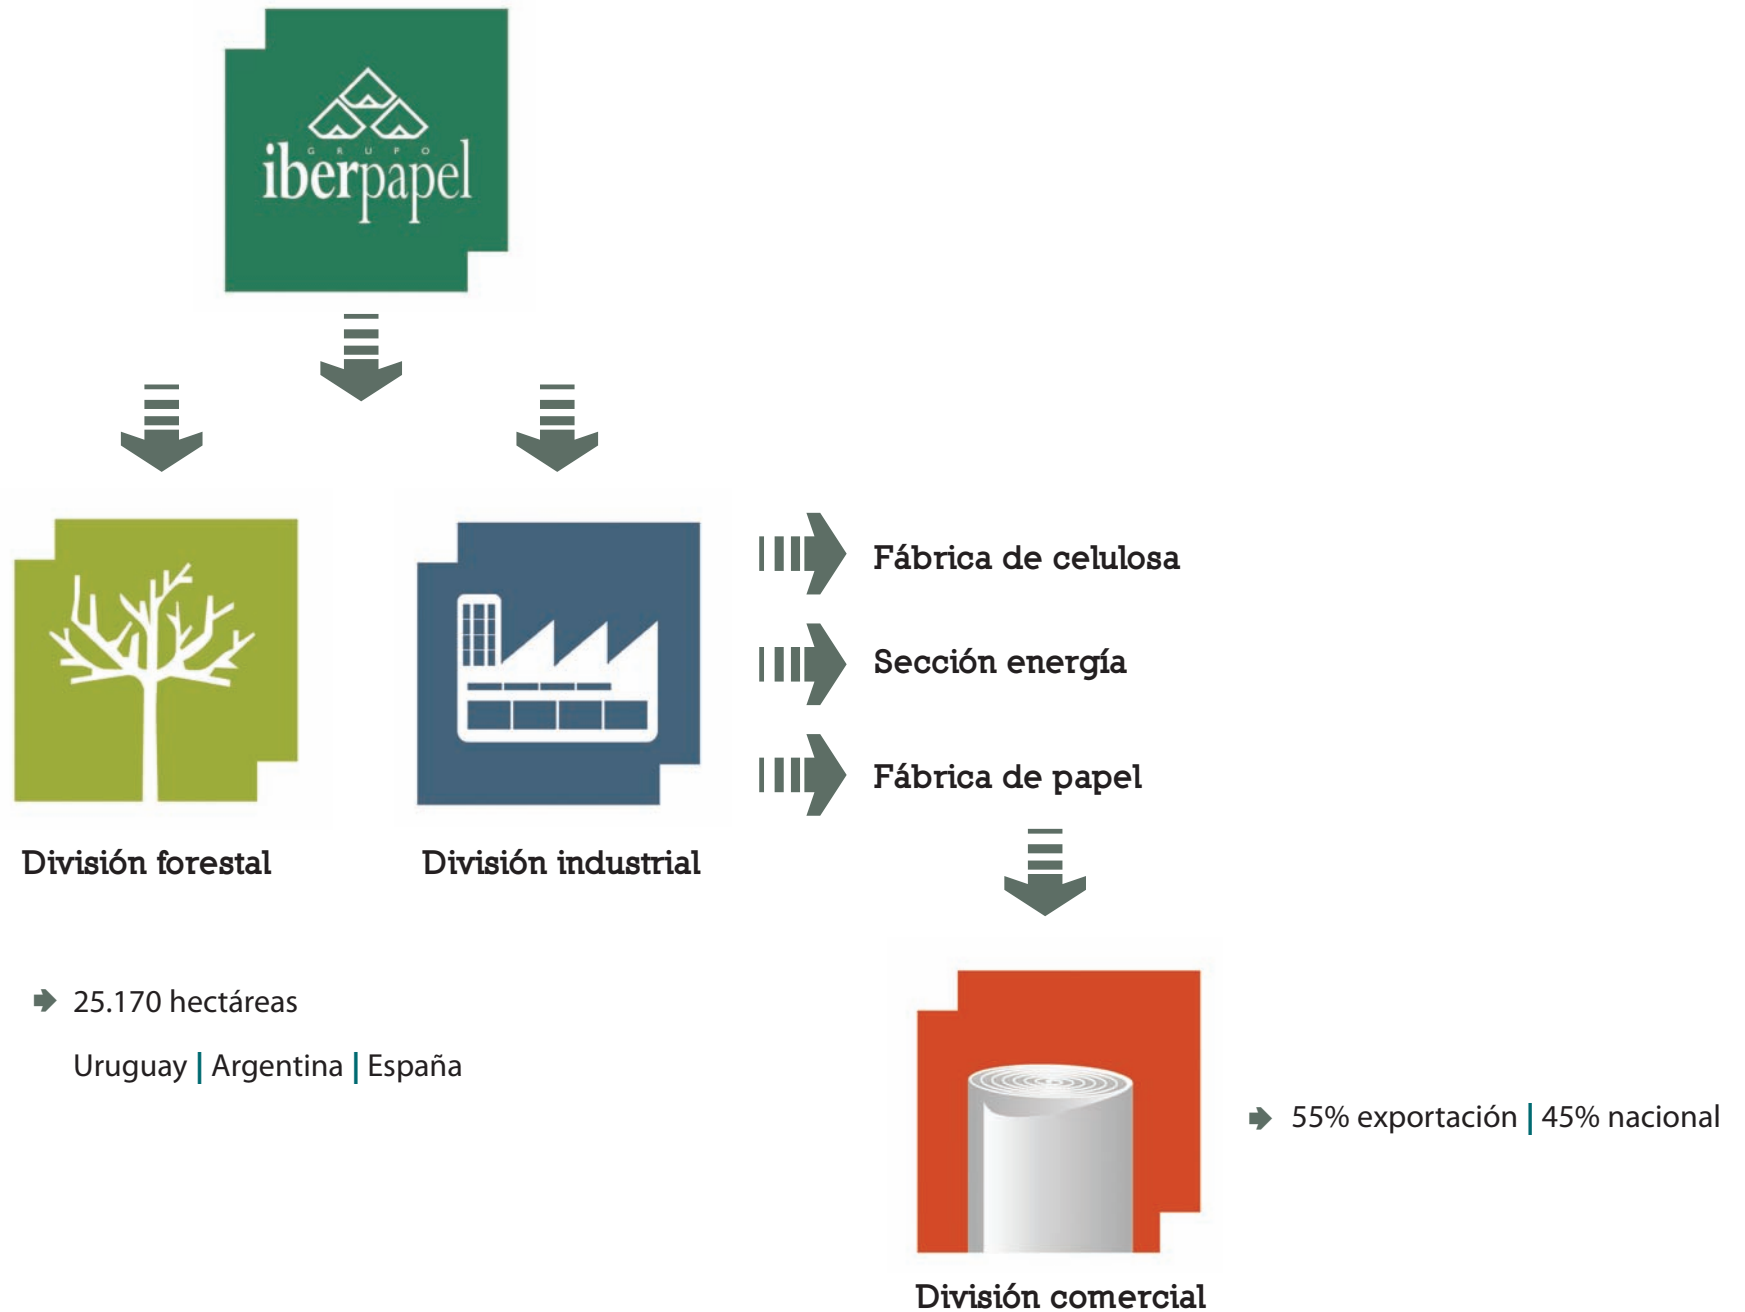 GRUPO
iberpapel
Fábrica de celulosa
Sección energía
Fábrica de papel
División forestal
División industrial
25.170 hectáreas
Uruguay | Argentina | España
55% exportación | 45% nacional
División comercial